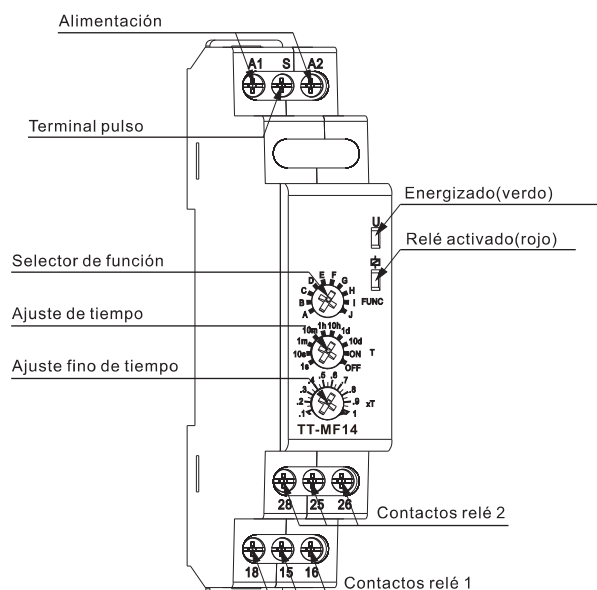 Alimentación
A1 S A2
Terminal pulso
Energizado(verdo)
U
Relé activado(rojo)
Selector de función
A B C D E F G H I J
FUNC
Ajuste de tiempo
1s 10s 1m 10m 1h 10h 1d 10d ON OFF
T
Ajuste fino de tiempo
.1 .2 .3 .4 .5 .6 .7 .8 .9 1
xT
TT-MF14
28 25 26
Contactos relé 2
18 15 16
Contactos relé 1